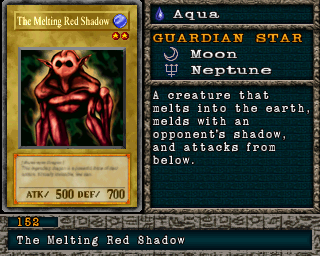 The Melting Red Shadow
ATK/ 500 DEF/ 700
Aqua
GUARDIAN STAR
Moon
Neptune
A creature that
melts into the earth,
melds with an
opponent's shadow,
and attacks from
below.
152
The Melting Red Shadow